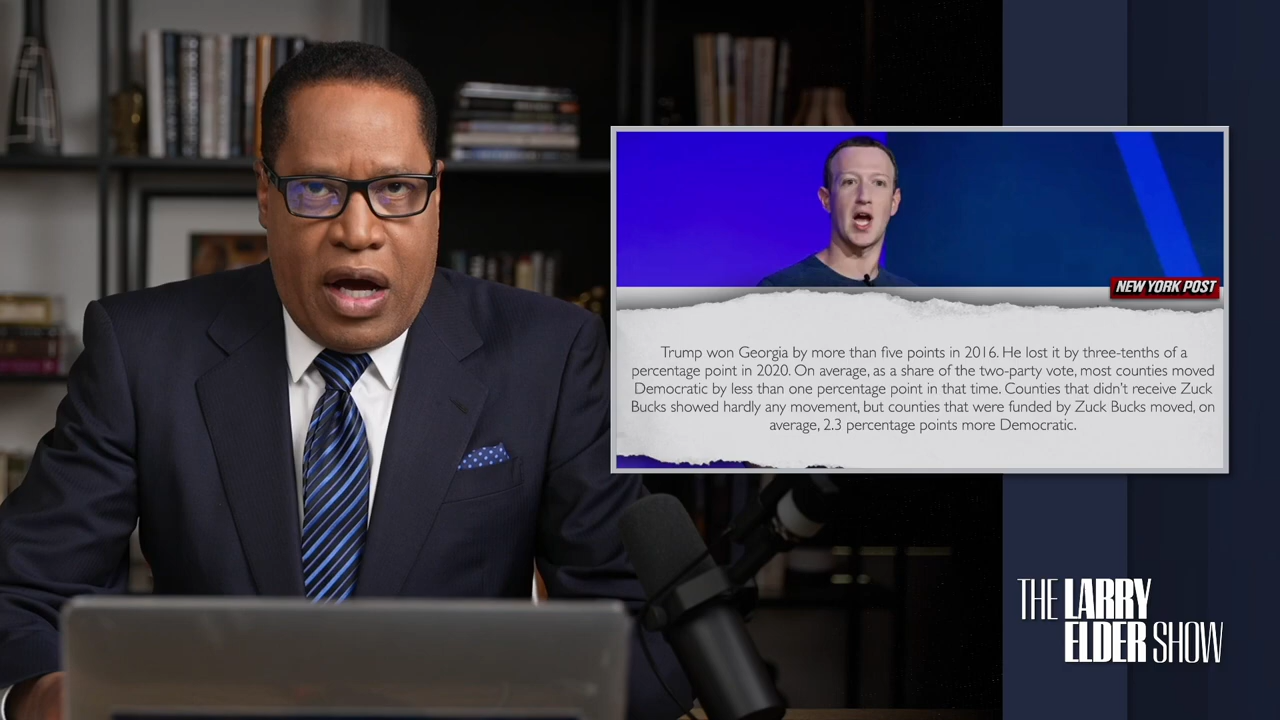 NEW YORK POST
Trump won Georgia by more than five points in 2016. He lost it by three-tenths of a
percentage point in 2020. On average, as a share of the two-party vote, most counties moved
Democratic by less than one percentage point in that time. Counties that didn't receive Zuck
Bucks showed hardly any movement, but counties that were funded by Zuck Bucks moved, on
average, 2.3 percentage points more Democratic.
THE LARRY
ELDER SHOW